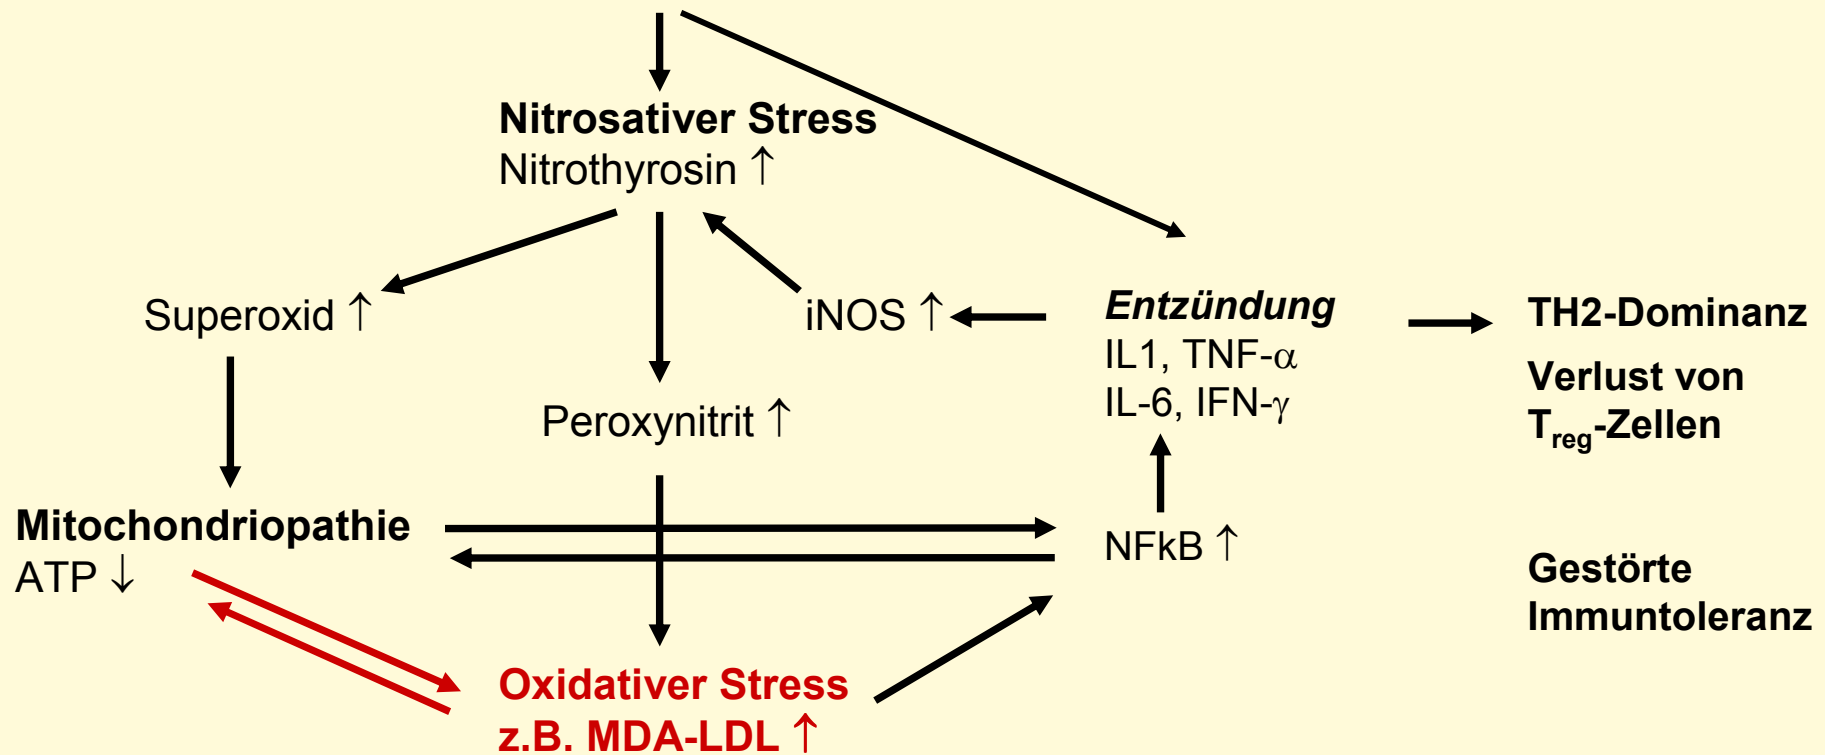 Nitrosativer Stress
Nitrothyrosin ↑
Superoxid ↑
iNOS ↑
Entzündung
IL1, TNF-α
IL-6, IFN-γ
TH2-Dominanz
Verlust von
Treg-Zellen
Peroxynitrit ↑
Mitochondriopathie
ATP ↓
NFkB ↑
Gestörte
Immuntoleranz
Oxidativer Stress
z.B. MDA-LDL ↑